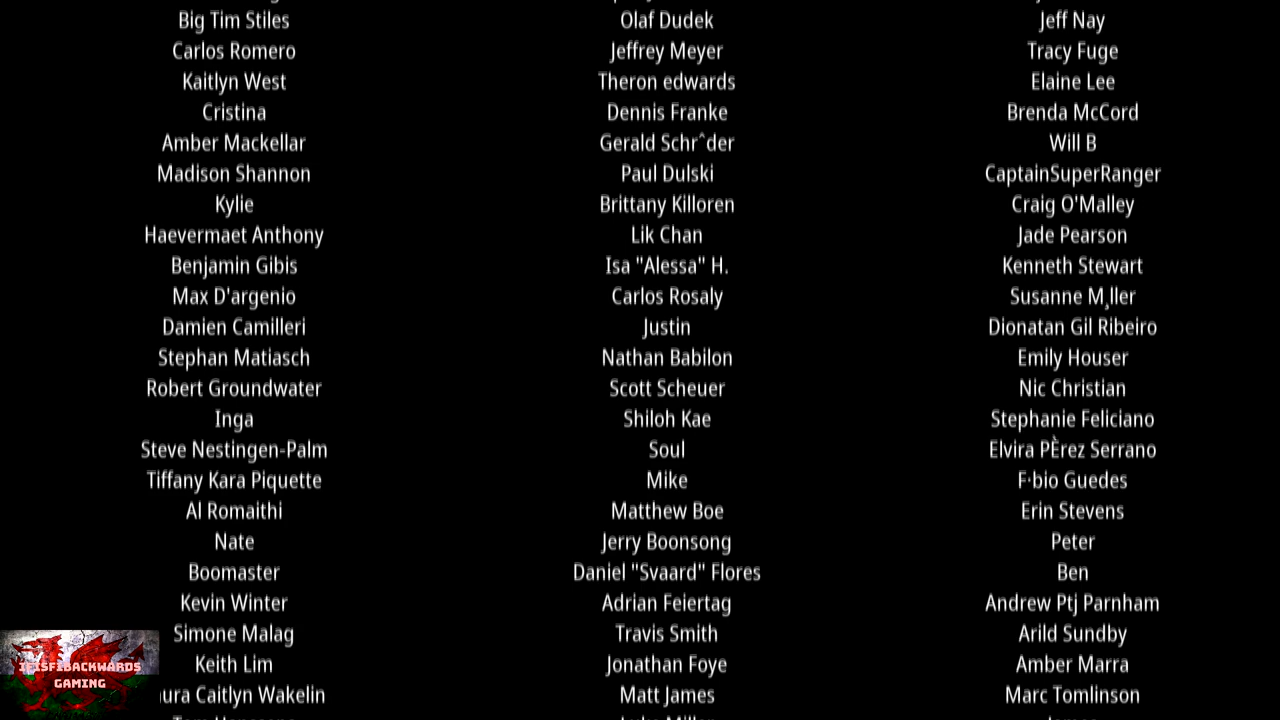 Big Tim Stiles
Carlos Romero
Kaitlyn West
Cristina
Amber Mackellar
Madison Shannon
Kylie
Haevermaet Anthony
Benjamin Gibis
Max D'argenio
Damien Camilleri
Stephan Matiasch
Robert Groundwater
Inga
Steve Nestingen-Palm
Tiffany Kara Piquette
Al Romaithi
Nate
Boomaster
Kevin Winter
Simone Malag
Keith Lim
Caitlyn Wakelin
Olaf Dudek
Jeffrey Meyer
Theron edwards
Dennis Franke
Gerald Schrˆder
Paul Dulski
Brittany Killoren
Lik Chan
Isa "Alessa" H.
Carlos Rosaly
Justin
Nathan Babilon
Scott Scheuer
Shiloh Kae
Soul
Mike
Matthew Boe
Jerry Boonsong
Daniel "Svaard" Flores
Adrian Feiertag
Travis Smith
Jonathan Foye
Matt James
Jeff Nay
Tracy Fuge
Elaine Lee
Brenda McCord
Will B
CaptainSuperRanger
Craig O'Malley
Jade Pearson
Kenneth Stewart
Susanne M¸ller
Dionatan Gil Ribeiro
Emily Houser
Nic Christian
Stephanie Feliciano
Elvira PÈrez Serrano
F·bio Guedes
Erin Stevens
Peter
Ben
Andrew Ptj Parnham
Arild Sundby
Amber Marra
Marc Tomlinson
IFISFIBACKWARDS
GAMING